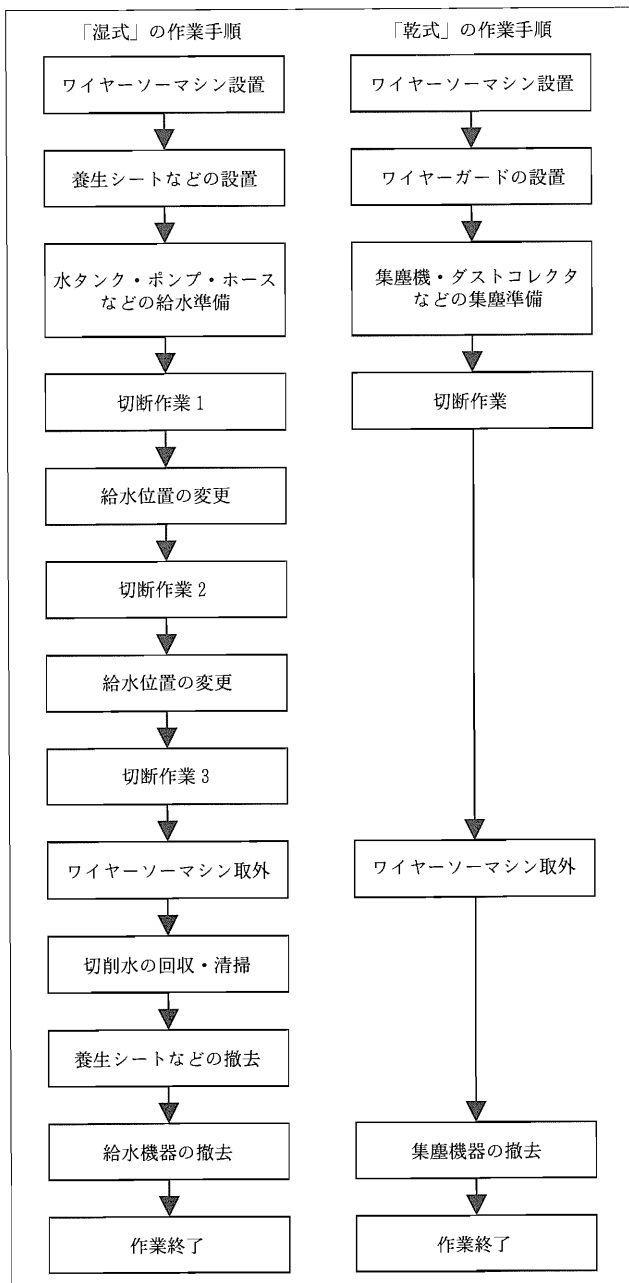 「湿式」の作業手順
ワイヤーソーマシン設置
養生シートなどの設置
水タンク・ポンプ・ホース
などの給水準備
切断作業1
給水位置の変更
切断作業2
給水位置の変更
切断作業3
ワイヤーソーマシン取外
切削水の回収・清掃
養生シートなどの撤去
給水機器の撤去
作業終了
「乾式」の作業手順
ワイヤーソーマシン設置
ワイヤーガードの設置
集塵機・ダストコレクタ
などの集塵準備
切断作業
ワイヤーソーマシン取外
集塵機器の撤去
作業終了